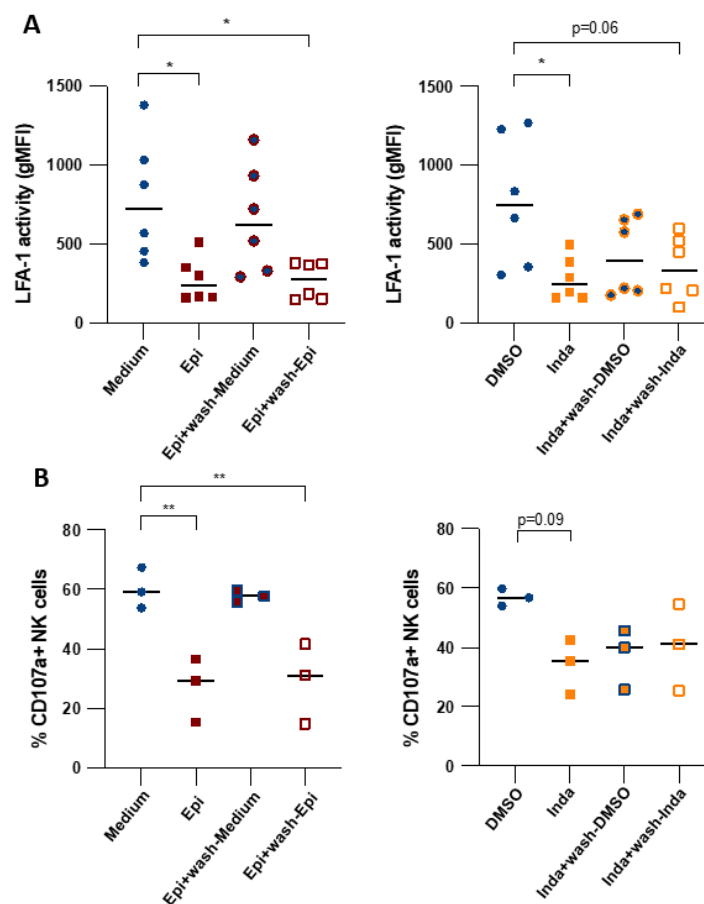 A
*
*
1500
1000
500
0
LFA-1 activity (gMFI)
Medium
Epi
Epi+wash-Medium
Epi+wash-Epi
p=0.06
*
1500
1000
500
0
LFA-1 activity (gMFI)
DMSO
Inda
Inda+wash-DMSO
Inda+wash-Inda
B
**
**
80
60
40
20
0
% CD107a+ NK cells
Medium
Epi
Epi+wash-Medium
Epi+wash-Epi
p=0.09
80
60
40
20
0
% CD107a+ NK cells
DMSO
Inda
Inda+wash-DMSO
Inda+wash-Inda